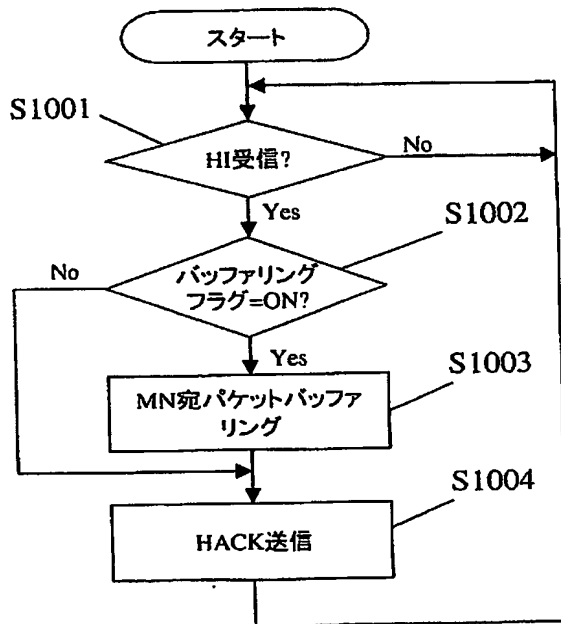 スタート
S1001
HI受信?
No
Yes
S1002
No
バッファリング
フラグ=ON?
Yes
S1003
MN宛パケットバッファ
リング
S1004
HACK送信